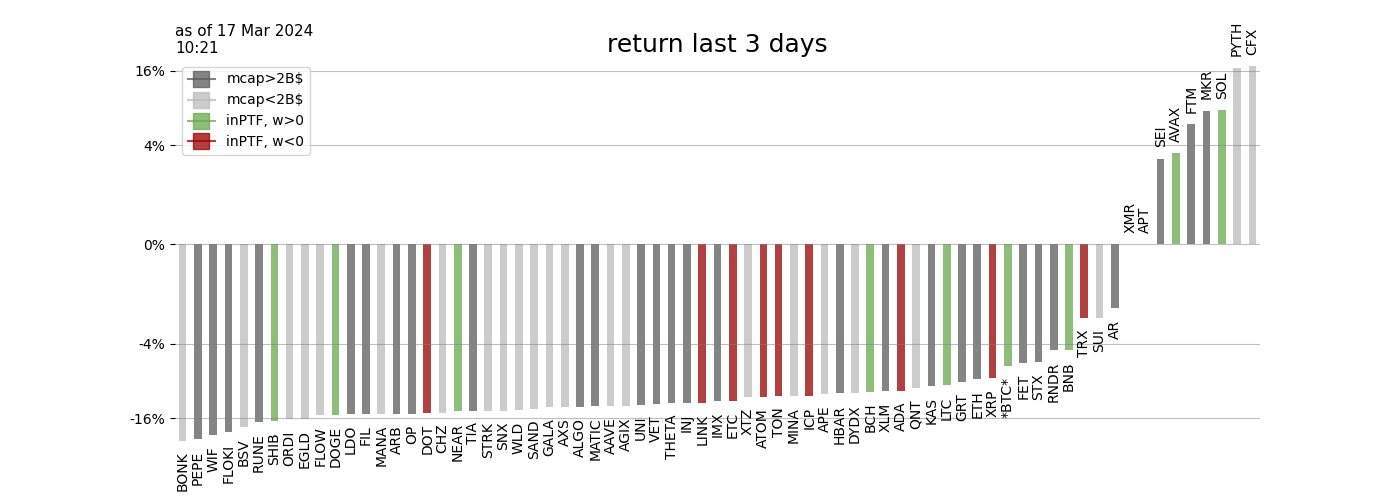 as of 17 Mar 2024
10:21
return last 3 days
16%
4%
0%
-4%
-16%
mcap>2B$
mcap<2B$
inPTF, w>0
inPTF, w<0
BONK
PEPE
WIF
FLOKI
BSV
RUNE
SHIB
ORDI
EGLD
FLOW
DOGE
LDO
FIL
MANA
ARB
OP
DOT
CHZ
NEAR
TIA
STRK
SNX
WLD
SAND
GALA
AXS
ALGO
MATIC
AAVE
AGIX
UNI
VET
THETA
INJ
LINK
IMX
ETC
XTZ
ATOM
TON
MINA
ICP
APE
HBAR
DYDX
BCH
XLM
ADA
QNT
KAS
LTC
GRT
ETH
XRP
*BTC*
FET
STX
RNDR
BNB
TRX
SUI
AR
XMR
APT
SEI
AVAX
FTM
MKR
SOL
PYTH
CFX